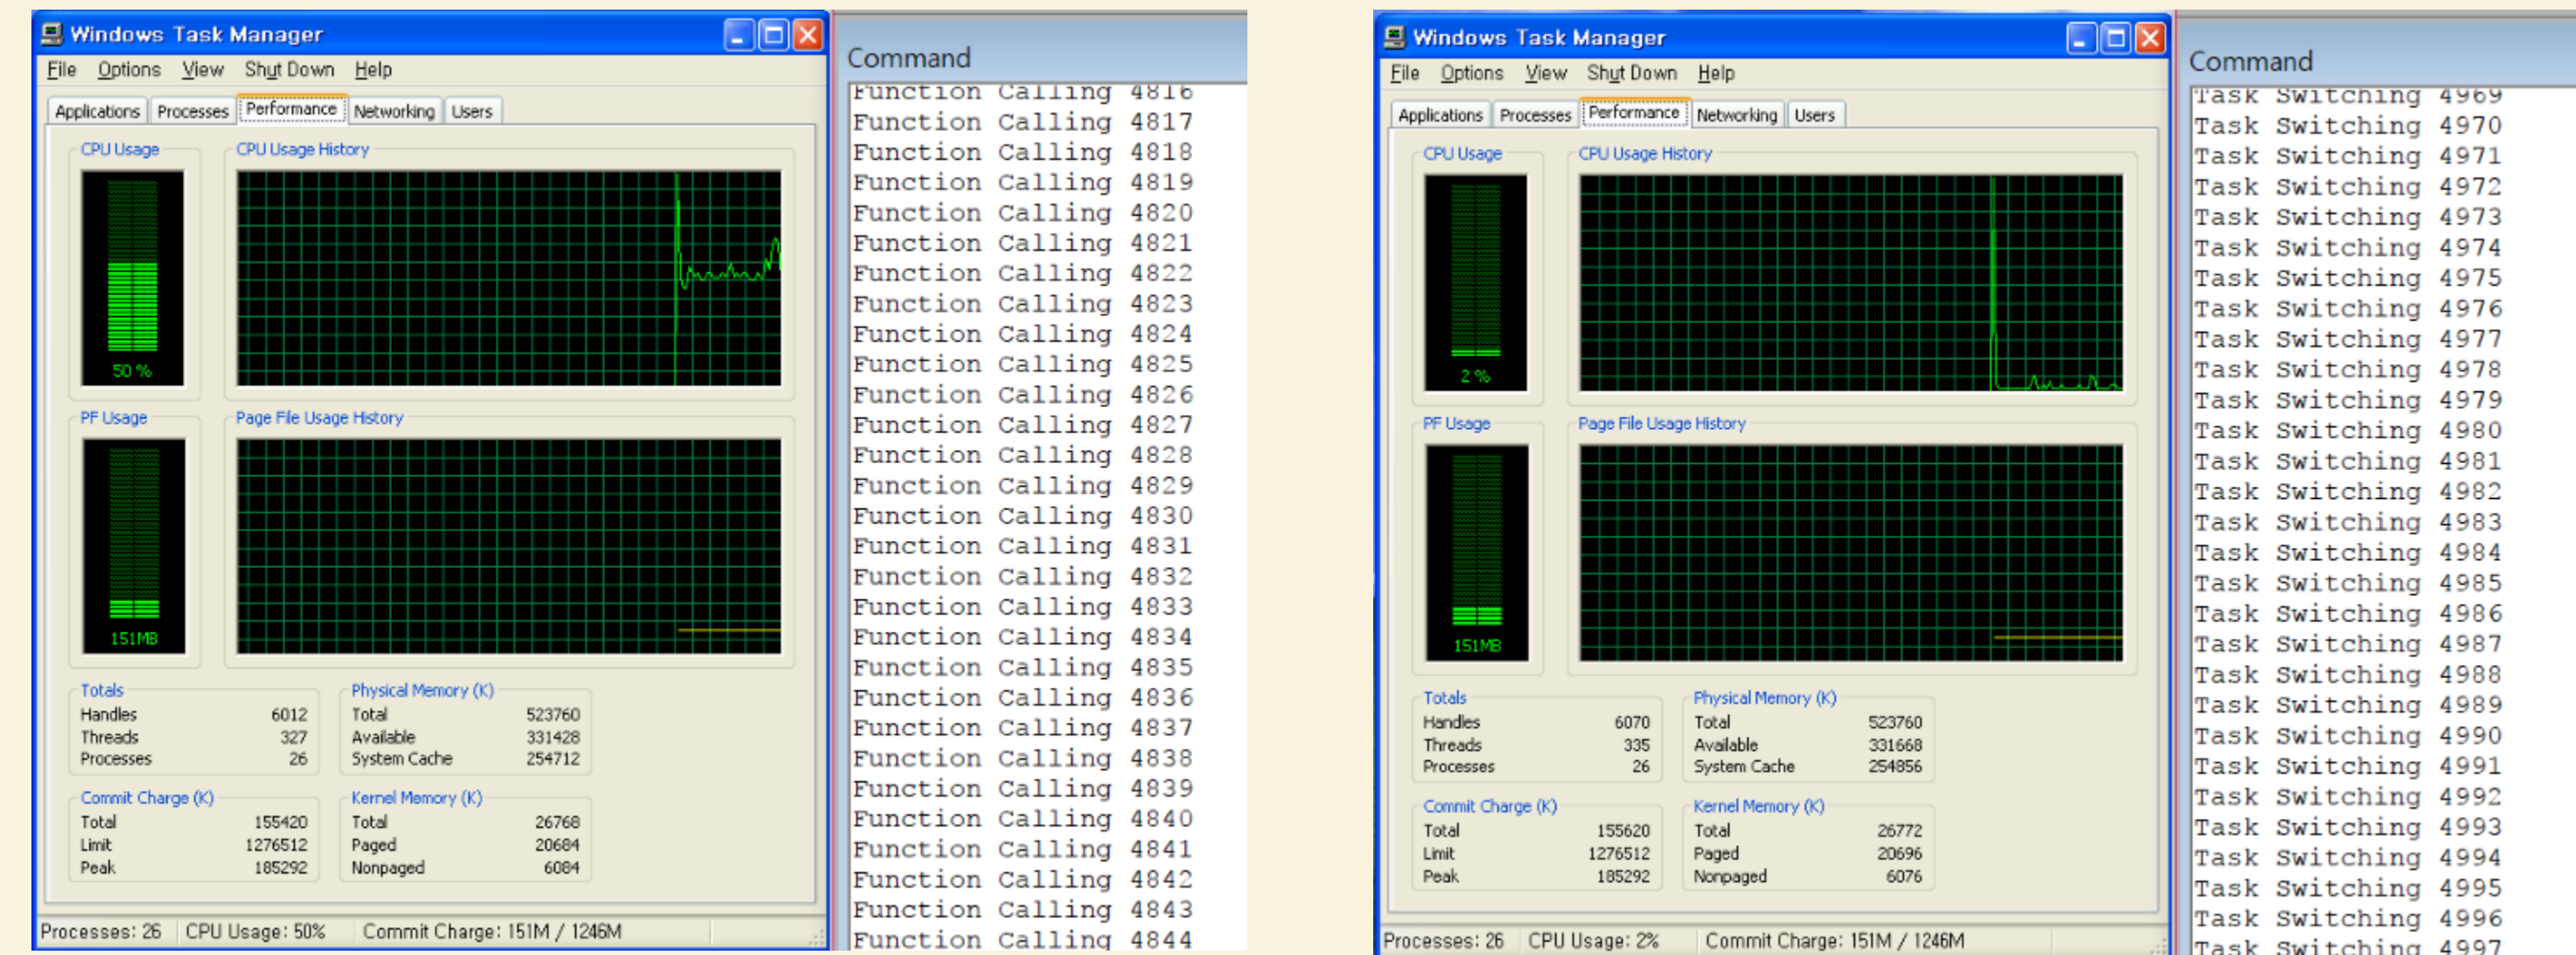 Windows Task Manager
File Options View Shut Down Help
Applications Processes Performance Networking Users
CPU Usage CPU Usage History
50 %
PF Usage Page File Usage History
151MB
Totals Physical Memory (K)
Handles 6012 Total 523760
Threads 327 Available 331428
Processes 26 System Cache 254712
Commit Charge (K) Kernel Memory (K)
Total 155420 Total 26768
Limit 1276512 Paged 20684
Peak 185292 Nonpaged 6084
Processes: 26 CPU Usage: 50% Commit Charge: 151M / 1246M
Command
Function Calling 4816
Function Calling 4817
Function Calling 4818
Function Calling 4819
Function Calling 4820
Function Calling 4821
Function Calling 4822
Function Calling 4823
Function Calling 4824
Function Calling 4825
Function Calling 4826
Function Calling 4827
Function Calling 4828
Function Calling 4829
Function Calling 4830
Function Calling 4831
Function Calling 4832
Function Calling 4833
Function Calling 4834
Function Calling 4835
Function Calling 4836
Function Calling 4837
Function Calling 4838
Function Calling 4839
Function Calling 4840
Function Calling 4841
Function Calling 4842
Function Calling 4843
Function Calling 4844
Windows Task Manager
File Options View Shut Down Help
Applications Processes Performance Networking Users
CPU Usage CPU Usage History
2 %
PF Usage Page File Usage History
151MB
Totals Physical Memory (K)
Handles 6070 Total 523760
Threads 335 Available 331668
Processes 26 System Cache 254856
Commit Charge (K) Kernel Memory (K)
Total 155620 Total 26772
Limit 1276512 Paged 20696
Peak 185292 Nonpaged 6076
Processes: 26 CPU Usage: 2% Commit Charge: 151M / 1246M
Command
Task Switching 4969
Task Switching 4970
Task Switching 4971
Task Switching 4972
Task Switching 4973
Task Switching 4974
Task Switching 4975
Task Switching 4976
Task Switching 4977
Task Switching 4978
Task Switching 4979
Task Switching 4980
Task Switching 4981
Task Switching 4982
Task Switching 4983
Task Switching 4984
Task Switching 4985
Task Switching 4986
Task Switching 4987
Task Switching 4988
Task Switching 4989
Task Switching 4990
Task Switching 4991
Task Switching 4992
Task Switching 4993
Task Switching 4994
Task Switching 4995
Task Switching 4996
Task Switching 4997